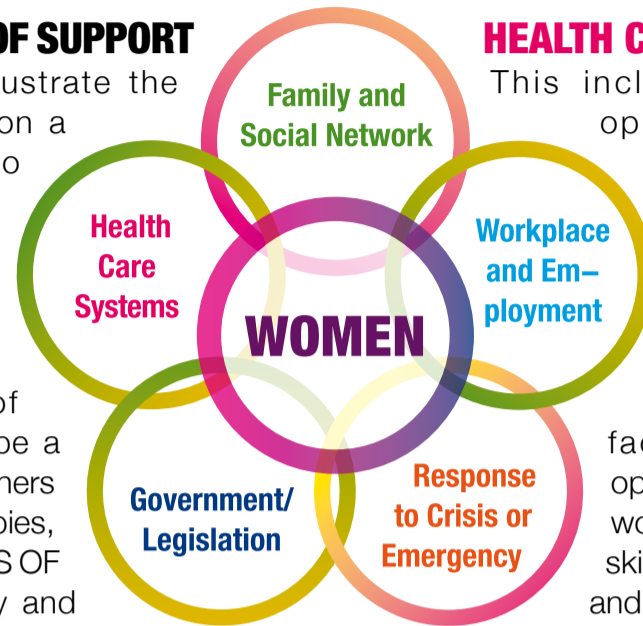 OF SUPPORT
ustrate the
on a
o
of
be a
ners
bies,
S OF
y and
Family and
Social Network
Health
Care
Systems
WOMEN
Workplace
and Em–
ployment
Government/
Legislation
Response
to Crisis or
Emergency
HEALTH C
This incl
op
fac
op
wo
ski
and